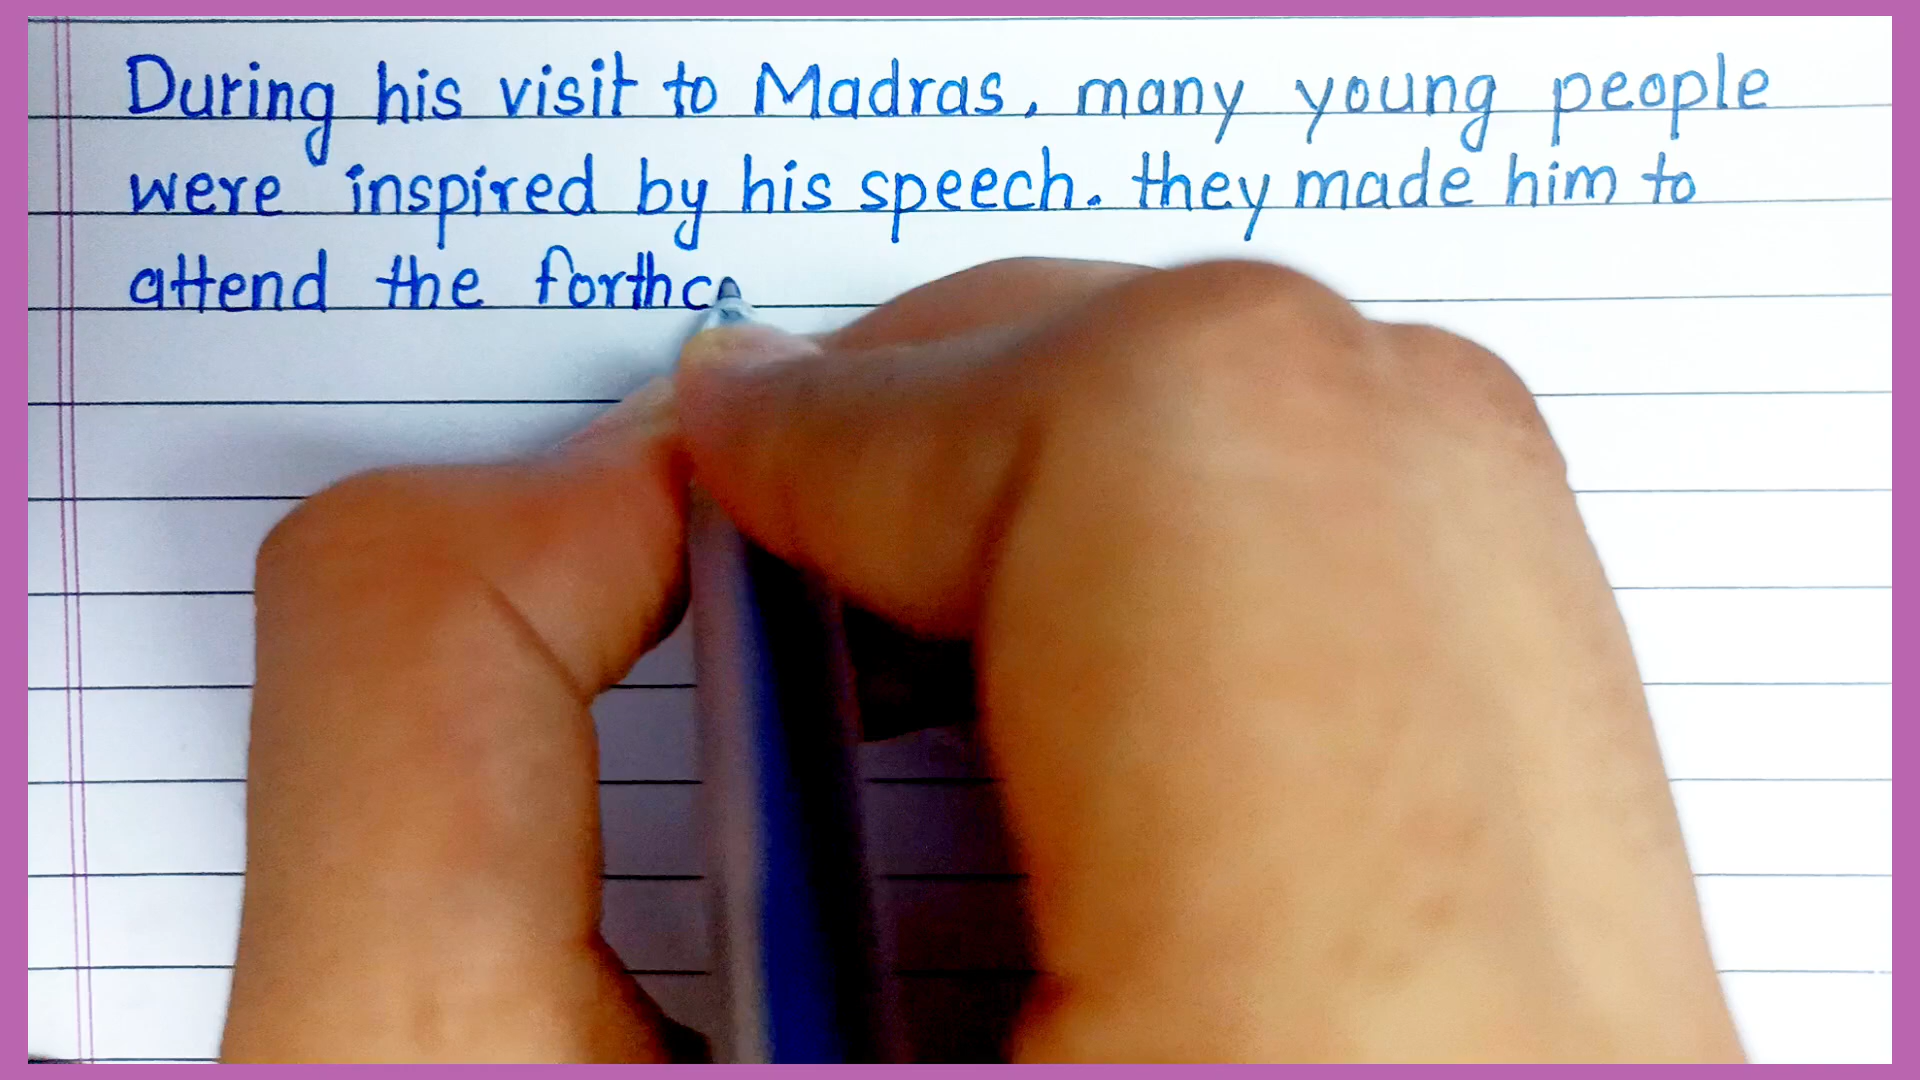 During his visit to Madras, many young people
were inspired by his speech. they made him to
attend the forthc